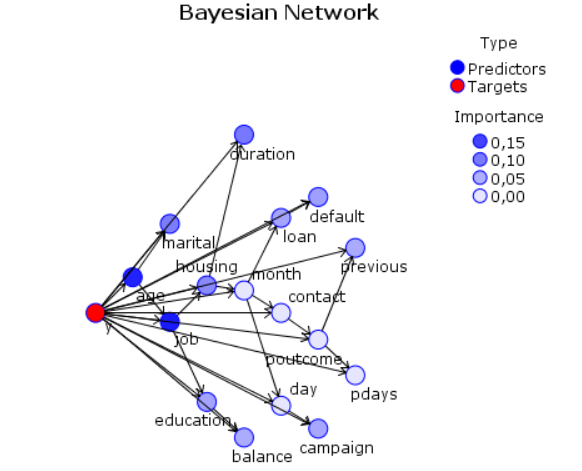 Bayesian Network
Type
Predictors
Targets
Importance
0,15
0,10
0,05
0,00
duration
default
marital
loan
housing
month
previous
age
contact
y
job
poutcome
day
pdays
education
campaign
balance